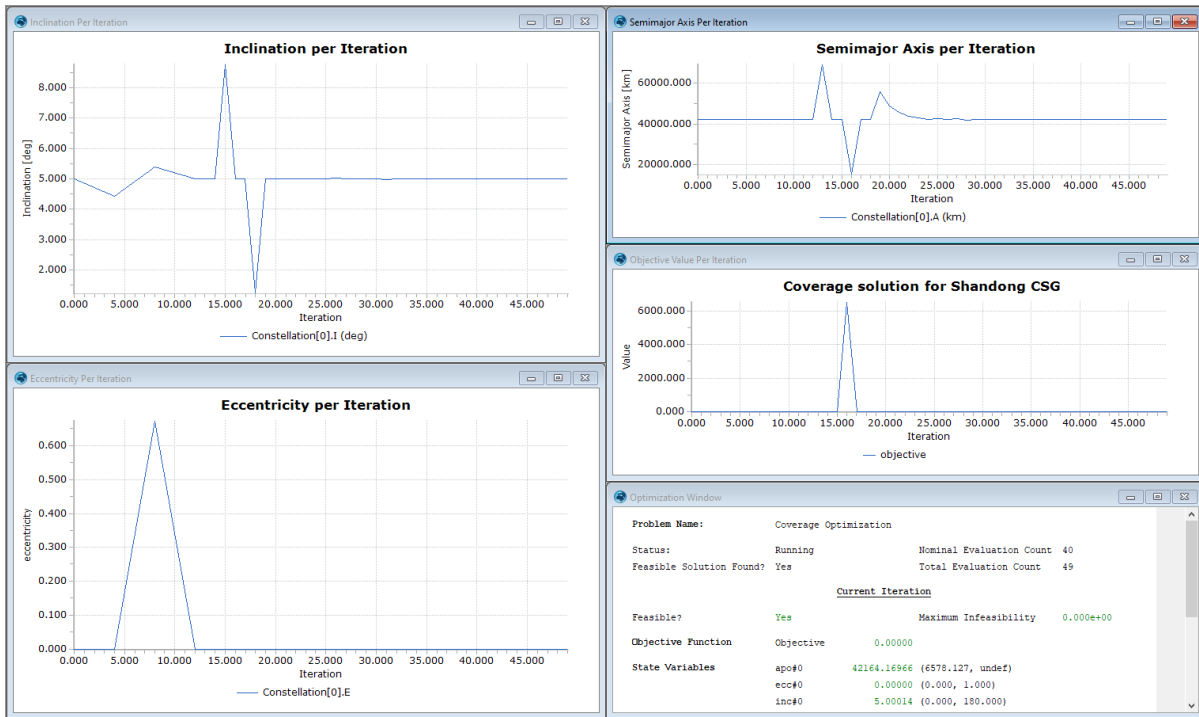 Inclination Per Iteration
Inclination per Iteration
Inclination [deg]
8.000
7.000
6.000
5.000
4.000
3.000
2.000
0.000 5.000 10.000 15.000 20.000 25.000 30.000 35.000 40.000 45.000
Iteration
Constellation[0].I (deg)
Semimajor Axis Per Iteration
Semimajor Axis per Iteration
Semimajor Axis [km]
60000.000
40000.000
20000.000
0.000 5.000 10.000 15.000 20.000 25.000 30.000 35.000 40.000 45.000
Iteration
Constellation[0].A (km)
Objective Value Per Iteration
Coverage solution for Shandong CSG
Value
6000.000
4000.000
2000.000
0.000
0.000 5.000 10.000 15.000 20.000 25.000 30.000 35.000 40.000 45.000
Iteration
objective
Eccentricity Per Iteration
Eccentricity per Iteration
eccentricity
0.600
0.500
0.400
0.300
0.200
0.100
0.000
0.000 5.000 10.000 15.000 20.000 25.000 30.000 35.000 40.000 45.000
Iteration
Constellation[0].E
Optimization Window
Problem Name: Coverage Optimization
Status: Running Nominal Evaluation Count 40
Feasible Solution Found? Yes Total Evaluation Count 49
Current Iteration
Feasible? Yes Maximum Infeasibility 0.000e+00
Objective Function Objective 0.00000
State Variables apo#0 42164.16966 (6578.127, undef)
ecc#0 0.00000 (0.000, 1.000)
inc#0 5.00014 (0.000, 180.000)